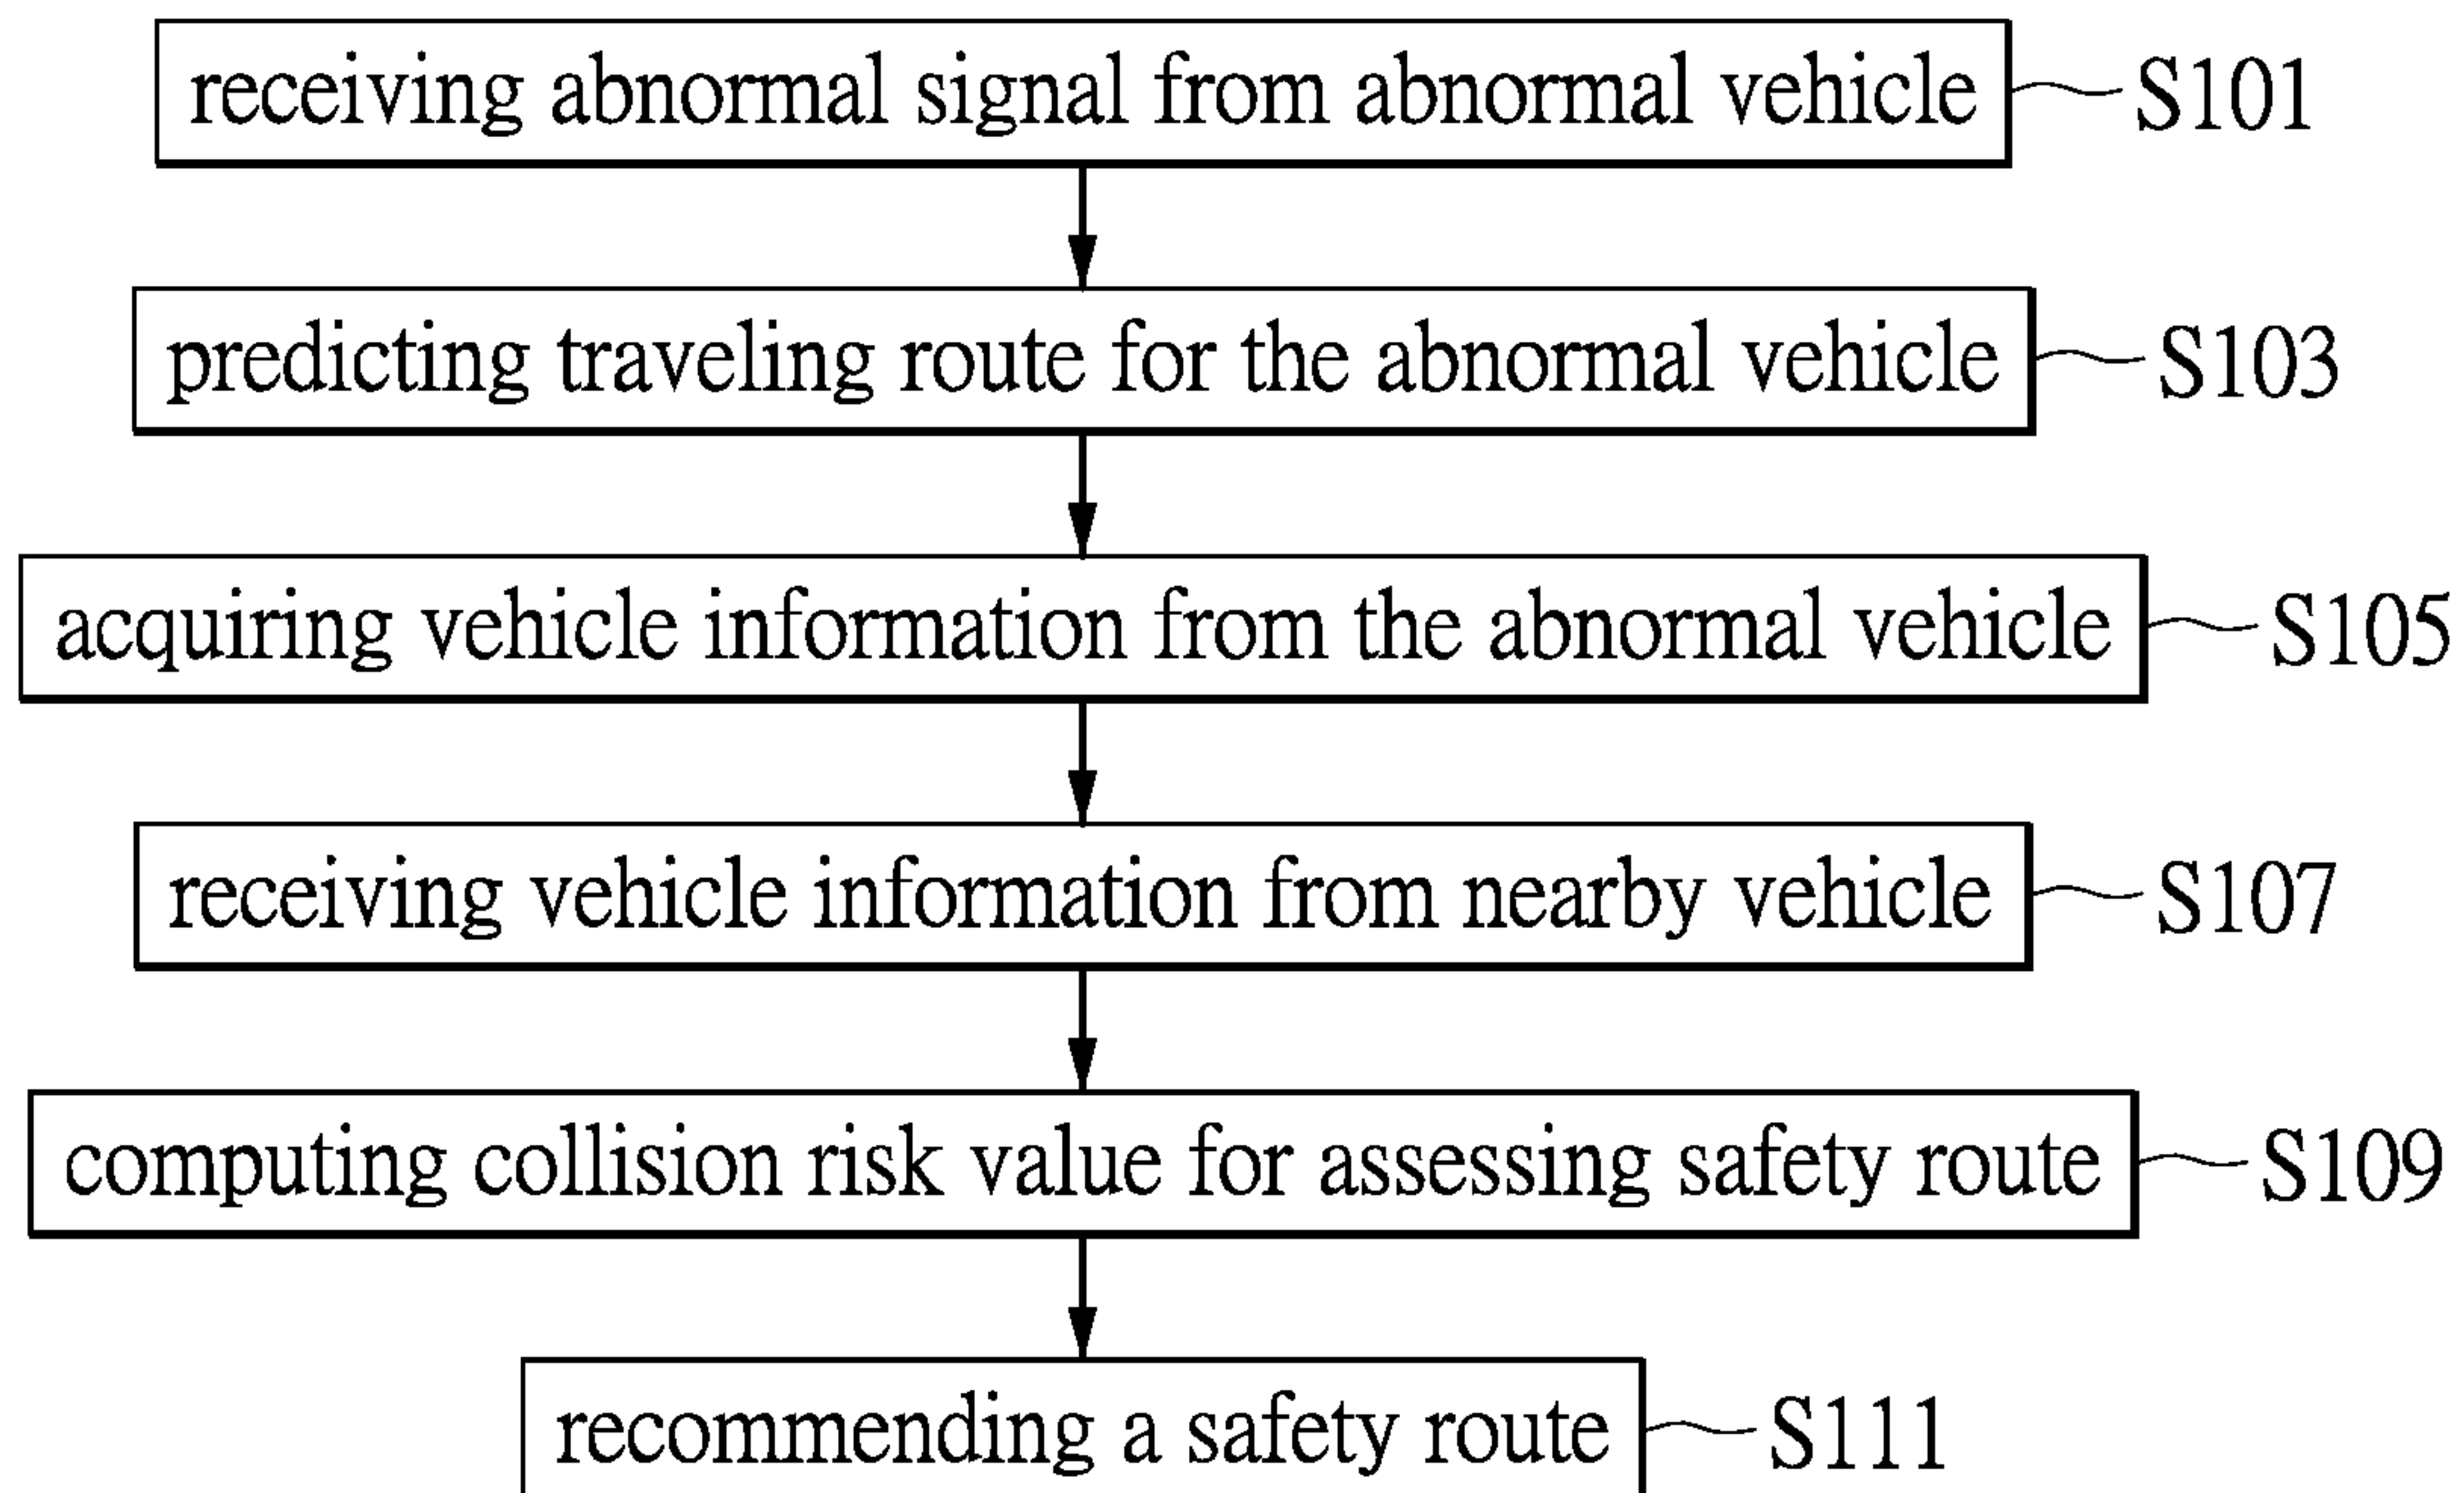 receiving abnormal signal from abnormal vehicle S101
predicting traveling route for the abnormal vehicle S103
acquiring vehicle information from the abnormal vehicle S105
receiving vehicle information from nearby vehicle S107
computing collision risk value for assessing safety route S109
recommending a safety route S111